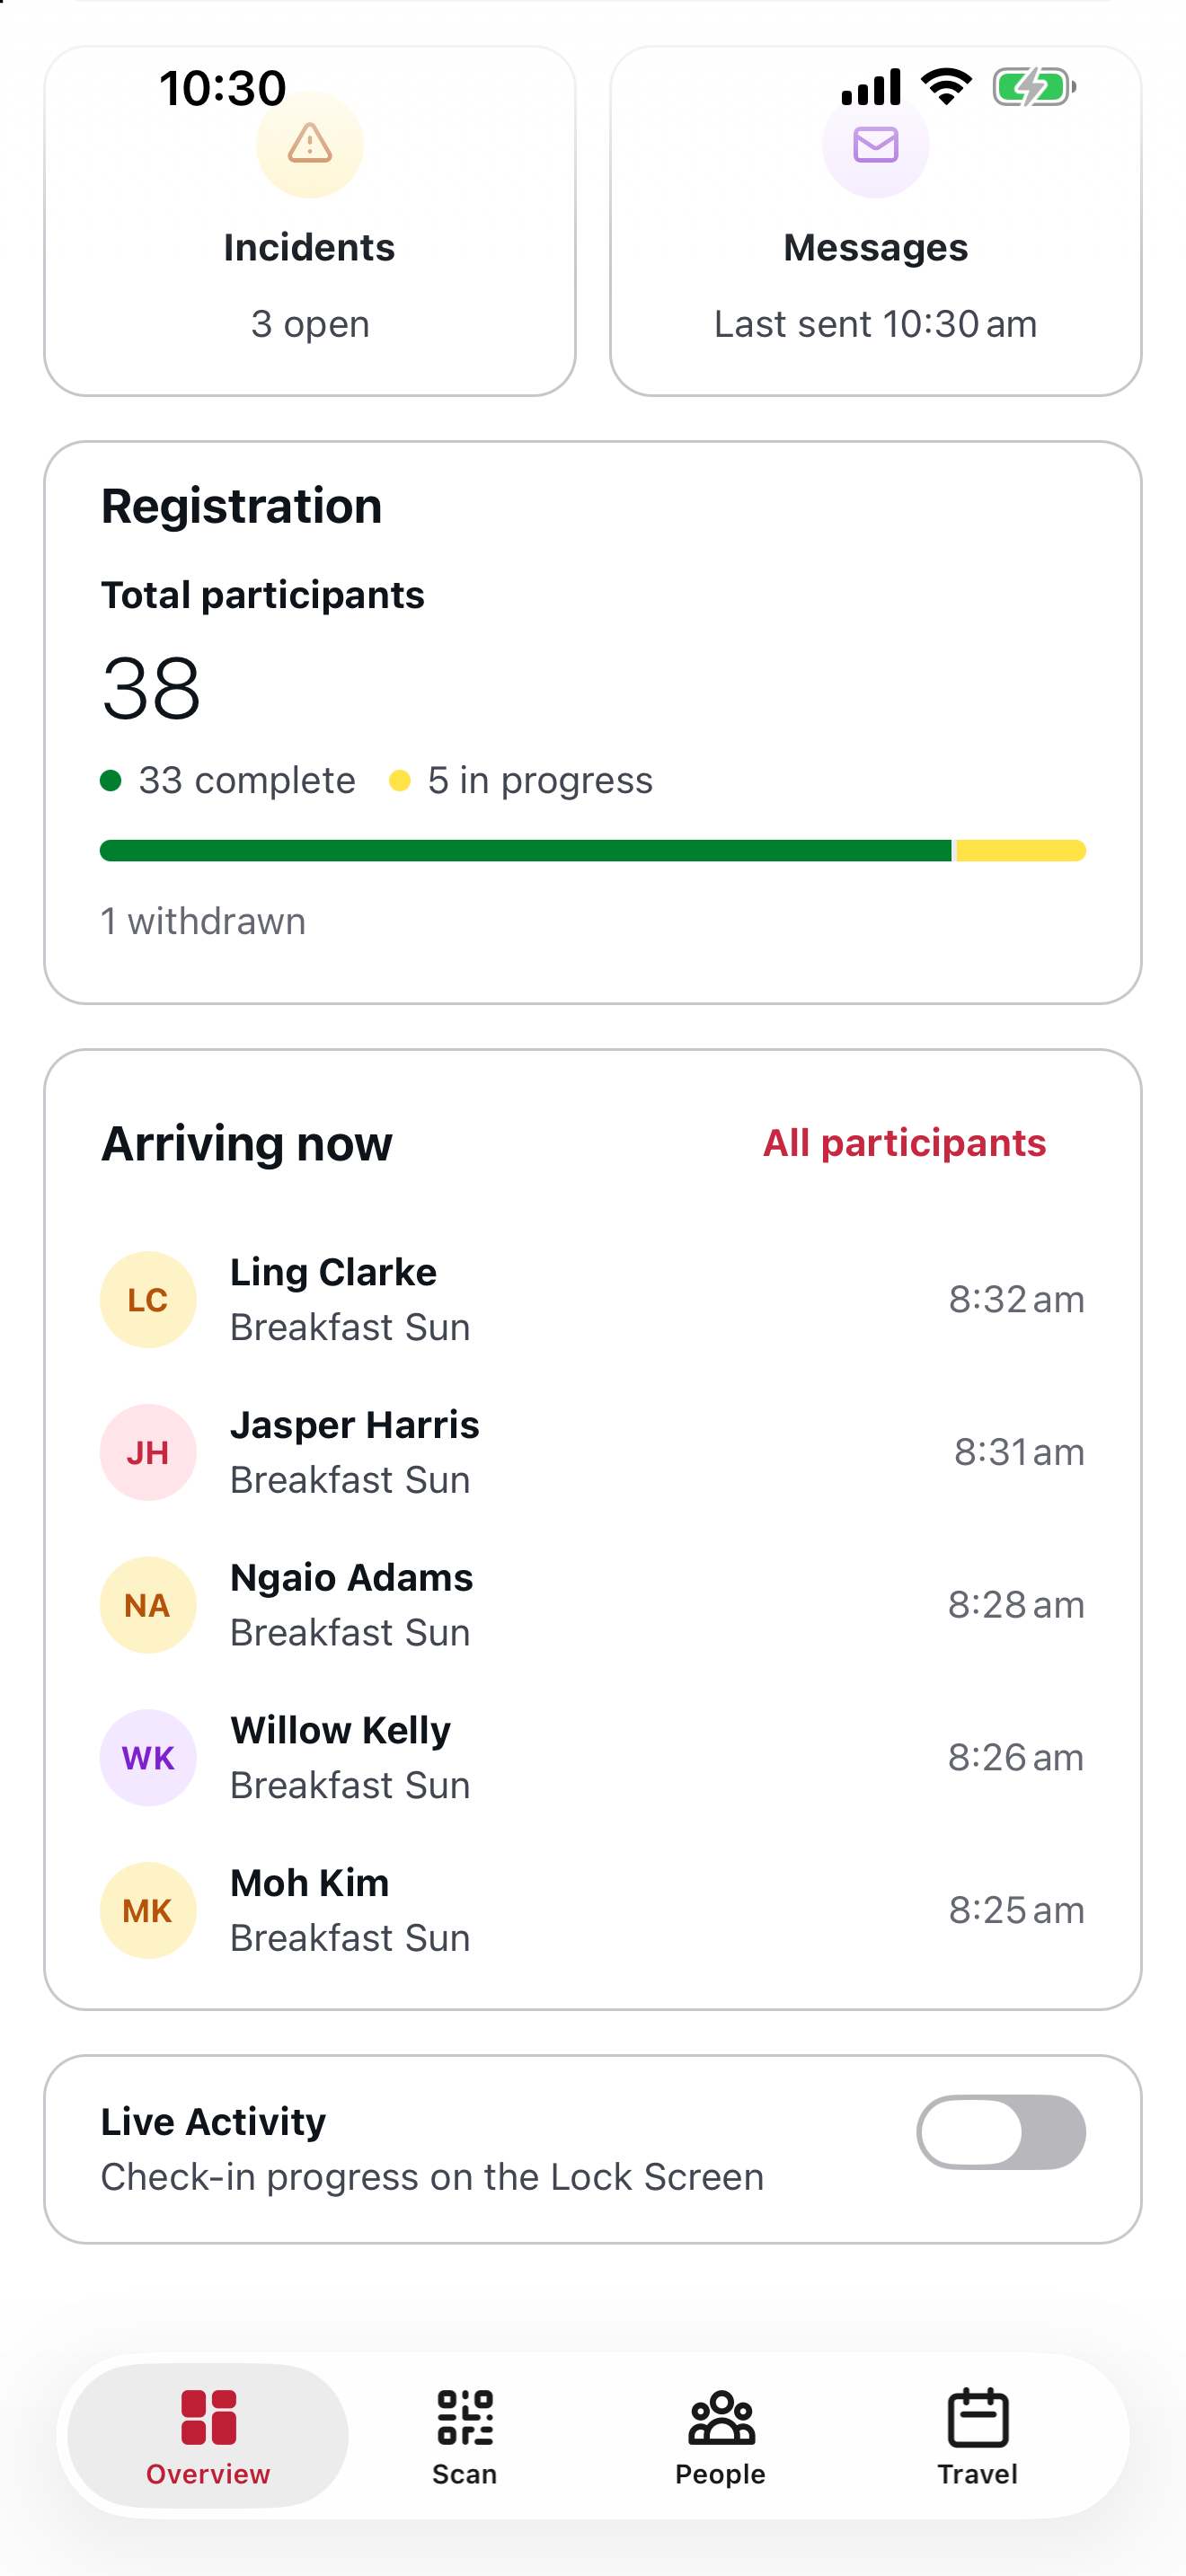 10:30
Incidents
3 open
Messages
Last sent 10:30 am
Registration
Total participants
38
33 complete
5 in progress
1 withdrawn
Arriving now
All participants
LC
Ling Clarke
Breakfast Sun
8:32 am
JH
Jasper Harris
Breakfast Sun
8:31 am
NA
Ngaio Adams
Breakfast Sun
8:28 am
WK
Willow Kelly
Breakfast Sun
8:26 am
MK
Moh Kim
Breakfast Sun
8:25 am
Live Activity
Check-in progress on the Lock Screen
Overview
Scan
People
Travel